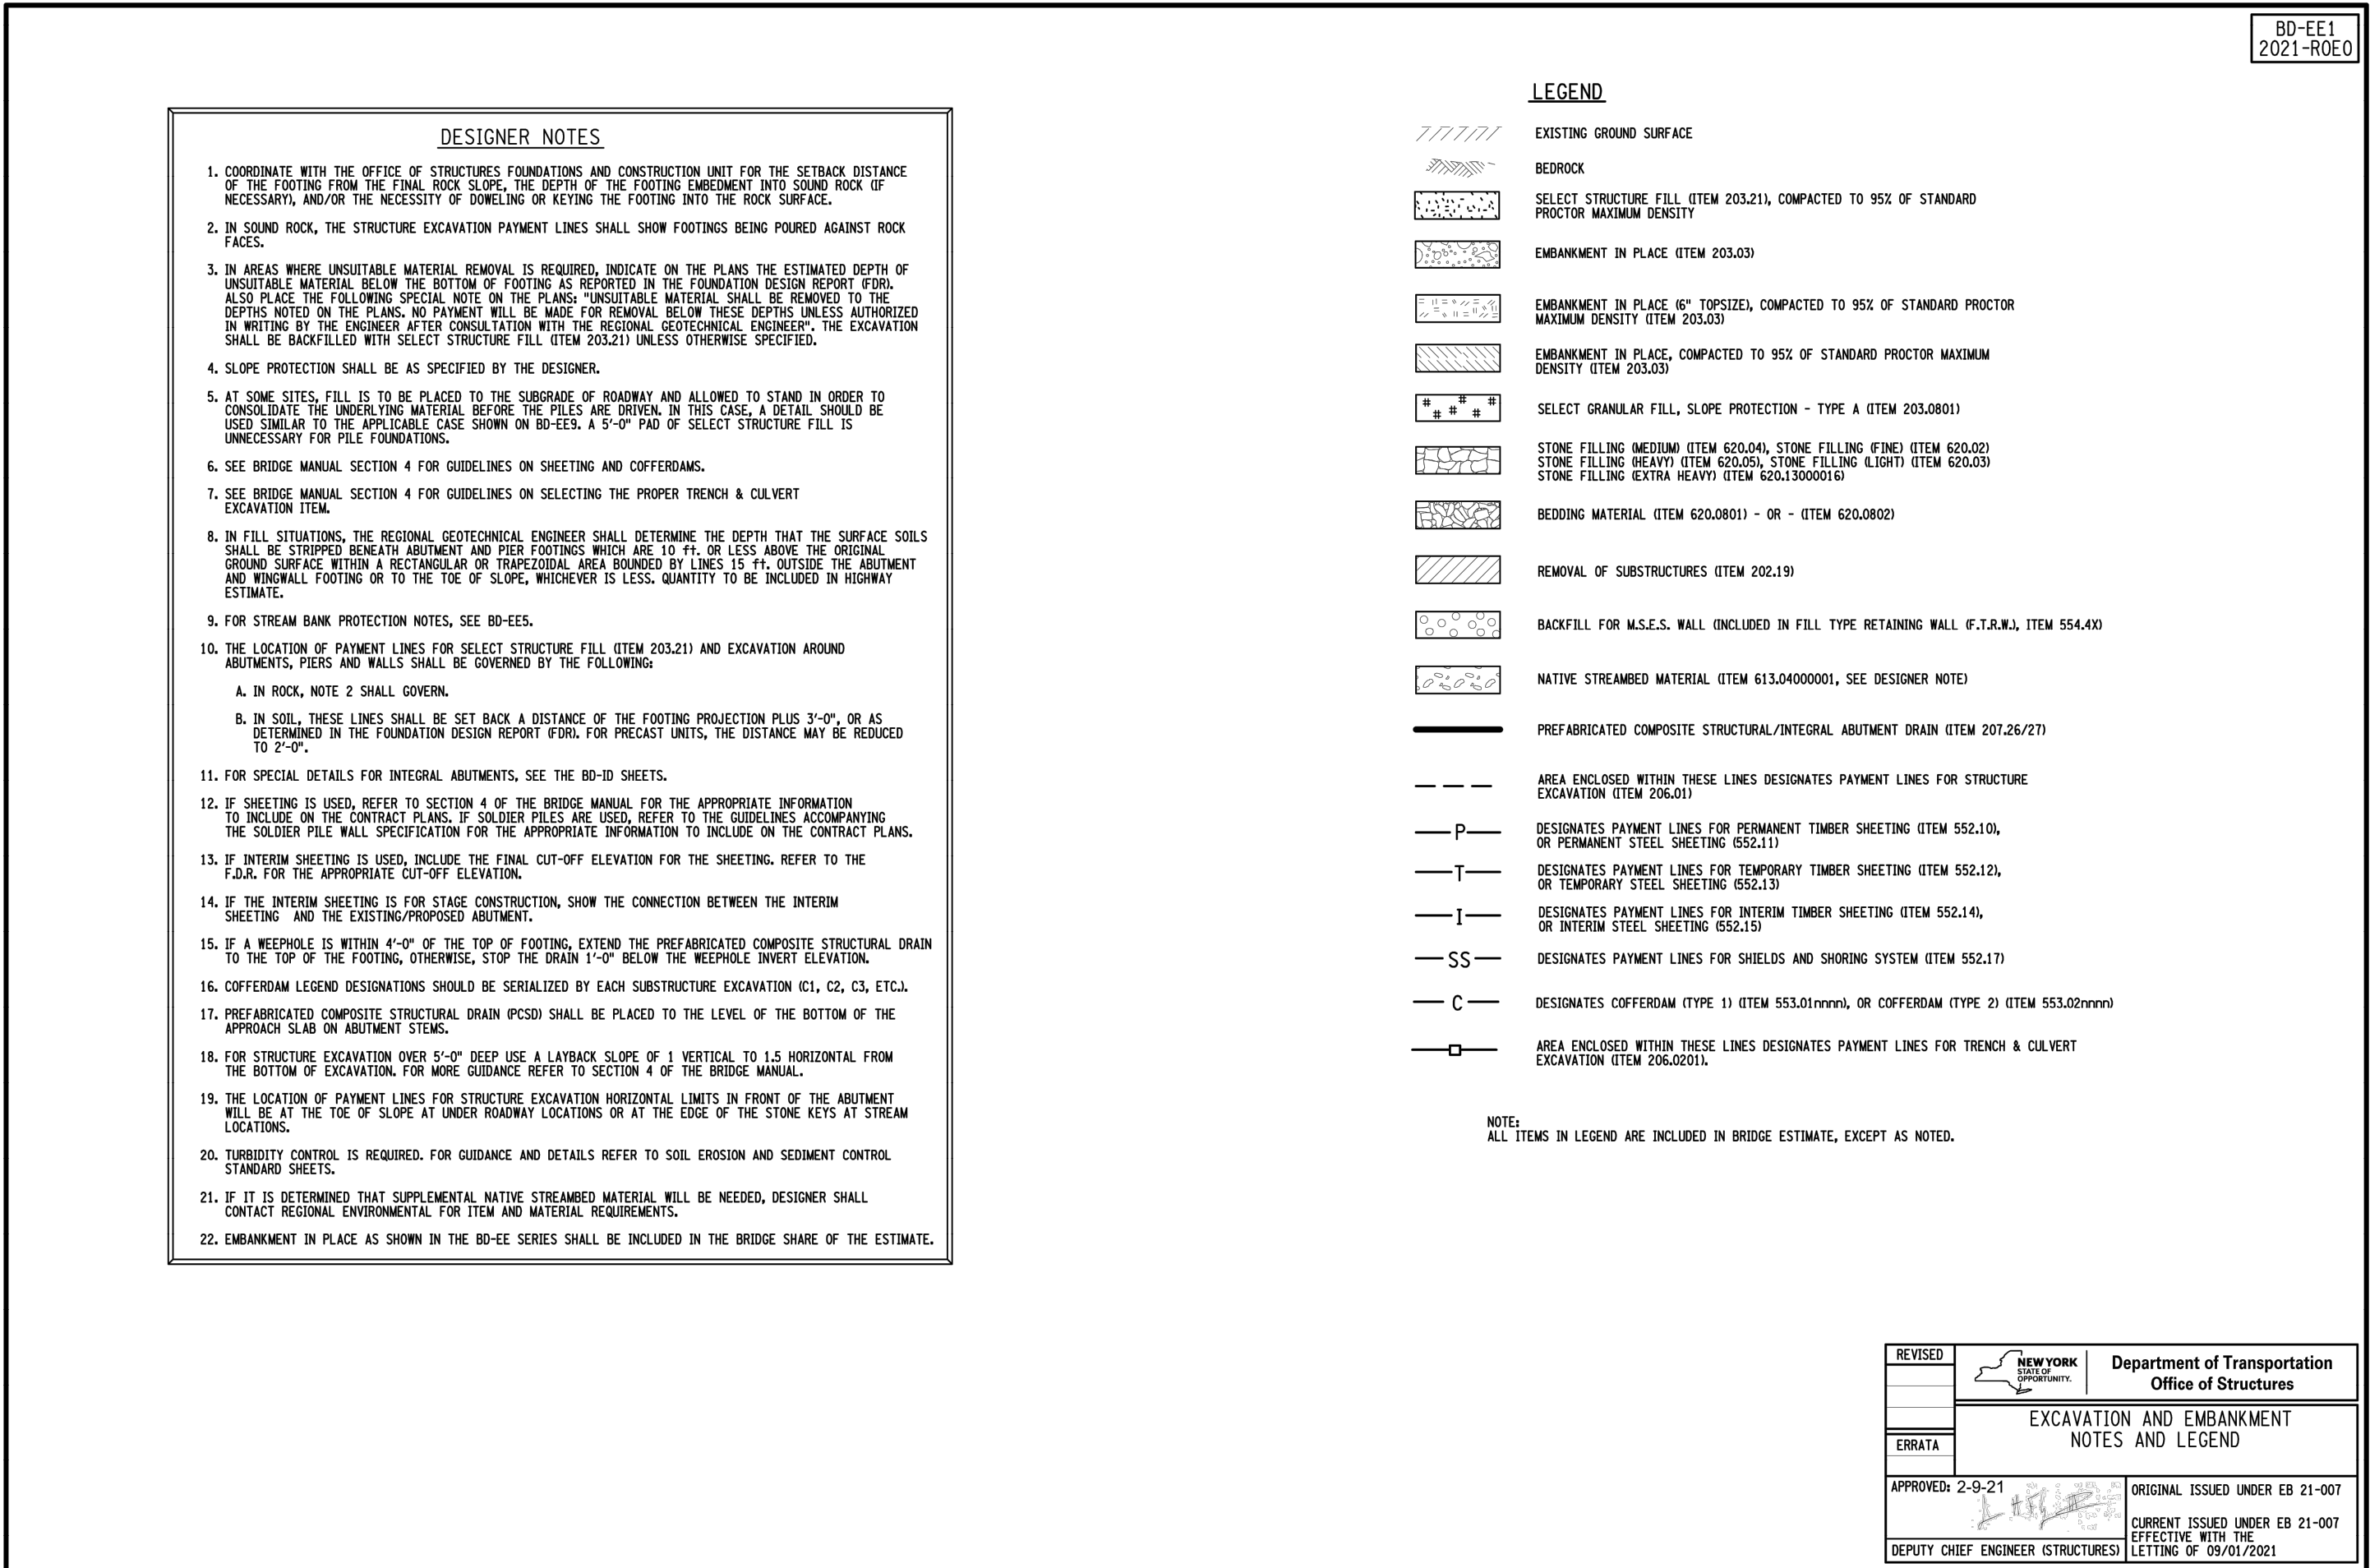 BD-EE1
2021-R0E0
DESIGNER NOTES
1. COORDINATE WITH THE OFFICE OF STRUCTURES FOUNDATIONS AND CONSTRUCTION UNIT FOR THE SETBACK DISTANCE
OF THE FOOTING FROM THE FINAL ROCK SLOPE, THE DEPTH OF THE FOOTING EMBEDMENT INTO SOUND ROCK (IF
NECESSARY), AND/OR THE NECESSITY OF DOWELING OR KEYING THE FOOTING INTO THE ROCK SURFACE.
2. IN SOUND ROCK, THE STRUCTURE EXCAVATION PAYMENT LINES SHALL SHOW FOOTINGS BEING POURED AGAINST ROCK
FACES.
3. IN AREAS WHERE UNSUITABLE MATERIAL REMOVAL IS REQUIRED, INDICATE ON THE PLANS THE ESTIMATED DEPTH OF
UNSUITABLE MATERIAL BELOW THE BOTTOM OF FOOTING AS REPORTED IN THE FOUNDATION DESIGN REPORT (FDR).
ALSO PLACE THE FOLLOWING SPECIAL NOTE ON THE PLANS: "UNSUITABLE MATERIAL SHALL BE REMOVED TO THE
DEPTHS NOTED ON THE PLANS. NO PAYMENT WILL BE MADE FOR REMOVAL BELOW THESE DEPTHS UNLESS AUTHORIZED
IN WRITING BY THE ENGINEER AFTER CONSULTATION WITH THE REGIONAL GEOTECHNICAL ENGINEER". THE EXCAVATION
SHALL BE BACKFILLED WITH SELECT STRUCTURE FILL (ITEM 203.21) UNLESS OTHERWISE SPECIFIED.
4. SLOPE PROTECTION SHALL BE AS SPECIFIED BY THE DESIGNER.
5. AT SOME SITES, FILL IS TO BE PLACED TO THE SUBGRADE OF ROADWAY AND ALLOWED TO STAND IN ORDER TO
CONSOLIDATE THE UNDERLYING MATERIAL BEFORE THE PILES ARE DRIVEN. IN THIS CASE, A DETAIL SHOULD BE
USED SIMILAR TO THE APPLICABLE CASE SHOWN ON BD-EE9. A 5'-0" PAD OF SELECT STRUCTURE FILL IS
UNNECESSARY FOR PILE FOUNDATIONS.
6. SEE BRIDGE MANUAL SECTION 4 FOR GUIDELINES ON SHEETING AND COFFERDAMS.
7. SEE BRIDGE MANUAL SECTION 4 FOR GUIDELINES ON SELECTING THE PROPER TRENCH & CULVERT
EXCAVATION ITEM.
8. IN FILL SITUATIONS, THE REGIONAL GEOTECHNICAL ENGINEER SHALL DETERMINE THE DEPTH THAT THE SURFACE SOILS
SHALL BE STRIPPED BENEATH ABUTMENT AND PIER FOOTINGS WHICH ARE 10 ft. OR LESS ABOVE THE ORIGINAL
GROUND SURFACE WITHIN A RECTANGULAR OR TRAPEZOIDAL AREA BOUNDED BY LINES 15 ft. OUTSIDE THE ABUTMENT
AND WINGWALL FOOTING OR TO THE TOE OF SLOPE, WHICHEVER IS LESS. QUANTITY TO BE INCLUDED IN HIGHWAY
ESTIMATE.
9. FOR STREAM BANK PROTECTION NOTES, SEE BD-EE5.
10. THE LOCATION OF PAYMENT LINES FOR SELECT STRUCTURE FILL (ITEM 203.21) AND EXCAVATION AROUND
ABUTMENTS, PIERS AND WALLS SHALL BE GOVERNED BY THE FOLLOWING:
A. IN ROCK, NOTE 2 SHALL GOVERN.
B. IN SOIL, THESE LINES SHALL BE SET BACK A DISTANCE OF THE FOOTING PROJECTION PLUS 3'-0", OR AS
DETERMINED IN THE FOUNDATION DESIGN REPORT (FDR). FOR PRECAST UNITS, THE DISTANCE MAY BE REDUCED
TO 2'-0".
11. FOR SPECIAL DETAILS FOR INTEGRAL ABUTMENTS, SEE THE BD-ID SHEETS.
12. IF SHEETING IS USED, REFER TO SECTION 4 OF THE BRIDGE MANUAL FOR THE APPROPRIATE INFORMATION
TO INCLUDE ON THE CONTRACT PLANS. IF SOLDIER PILES ARE USED, REFER TO THE GUIDELINES ACCOMPANYING
THE SOLDIER PILE WALL SPECIFICATION FOR THE APPROPRIATE INFORMATION TO INCLUDE ON THE CONTRACT PLANS.
13. IF INTERIM SHEETING IS USED, INCLUDE THE FINAL CUT-OFF ELEVATION FOR THE SHEETING. REFER TO THE
F.D.R. FOR THE APPROPRIATE CUT-OFF ELEVATION.
14. IF THE INTERIM SHEETING IS FOR STAGE CONSTRUCTION, SHOW THE CONNECTION BETWEEN THE INTERIM
SHEETING AND THE EXISTING/PROPOSED ABUTMENT.
15. IF A WEEPHOLE IS WITHIN 4'-0" OF THE TOP OF FOOTING, EXTEND THE PREFABRICATED COMPOSITE STRUCTURAL DRAIN
TO THE TOP OF THE FOOTING, OTHERWISE, STOP THE DRAIN 1'-0" BELOW THE WEEPHOLE INVERT ELEVATION.
16. COFFERDAM LEGEND DESIGNATIONS SHOULD BE SERIALIZED BY EACH SUBSTRUCTURE EXCAVATION (C1, C2, C3, ETC.).
17. PREFABRICATED COMPOSITE STRUCTURAL DRAIN (PCSD) SHALL BE PLACED TO THE LEVEL OF THE BOTTOM OF THE
APPROACH SLAB ON ABUTMENT STEMS.
18. FOR STRUCTURE EXCAVATION OVER 5'-0" DEEP USE A LAYBACK SLOPE OF 1 VERTICAL TO 1.5 HORIZONTAL FROM
THE BOTTOM OF EXCAVATION. FOR MORE GUIDANCE REFER TO SECTION 4 OF THE BRIDGE MANUAL.
19. THE LOCATION OF PAYMENT LINES FOR STRUCTURE EXCAVATION HORIZONTAL LIMITS IN FRONT OF THE ABUTMENT
WILL BE AT THE TOE OF SLOPE AT UNDER ROADWAY LOCATIONS OR AT THE EDGE OF THE STONE KEYS AT STREAM
LOCATIONS.
20. TURBIDITY CONTROL IS REQUIRED. FOR GUIDANCE AND DETAILS REFER TO SOIL EROSION AND SEDIMENT CONTROL
STANDARD SHEETS.
21. IF IT IS DETERMINED THAT SUPPLEMENTAL NATIVE STREAMBED MATERIAL WILL BE NEEDED, DESIGNER SHALL
CONTACT REGIONAL ENVIRONMENTAL FOR ITEM AND MATERIAL REQUIREMENTS.
22. EMBANKMENT IN PLACE AS SHOWN IN THE BD-EE SERIES SHALL BE INCLUDED IN THE BRIDGE SHARE OF THE ESTIMATE.
LEGEND
EXISTING GROUND SURFACE
BEDROCK
SELECT STRUCTURE FILL (ITEM 203.21), COMPACTED TO 95% OF STANDARD
PROCTOR MAXIMUM DENSITY
EMBANKMENT IN PLACE (ITEM 203.03)
EMBANKMENT IN PLACE (6" TOPSIZE), COMPACTED TO 95% OF STANDARD PROCTOR
MAXIMUM DENSITY (ITEM 203.03)
EMBANKMENT IN PLACE, COMPACTED TO 95% OF STANDARD PROCTOR MAXIMUM
DENSITY (ITEM 203.03)
SELECT GRANULAR FILL, SLOPE PROTECTION - TYPE A (ITEM 203.0801)
STONE FILLING (MEDIUM) (ITEM 620.04), STONE FILLING (FINE) (ITEM 620.02)
STONE FILLING (HEAVY) (ITEM 620.05), STONE FILLING (LIGHT) (ITEM 620.03)
STONE FILLING (EXTRA HEAVY) (ITEM 620.13000016)
BEDDING MATERIAL (ITEM 620.0801) - OR - (ITEM 620.0802)
REMOVAL OF SUBSTRUCTURES (ITEM 202.19)
BACKFILL FOR M.S.E.S. WALL (INCLUDED IN FILL TYPE RETAINING WALL (F.T.R.W.), ITEM 554.4X)
NATIVE STREAMBED MATERIAL (ITEM 613.04000001, SEE DESIGNER NOTE)
PREFABRICATED COMPOSITE STRUCTURAL/INTEGRAL ABUTMENT DRAIN (ITEM 207.26/27)
AREA ENCLOSED WITHIN THESE LINES DESIGNATES PAYMENT LINES FOR STRUCTURE
EXCAVATION (ITEM 206.01)
P DESIGNATES PAYMENT LINES FOR PERMANENT TIMBER SHEETING (ITEM 552.10),
OR PERMANENT STEEL SHEETING (552.11)
T DESIGNATES PAYMENT LINES FOR TEMPORARY TIMBER SHEETING (ITEM 552.12),
OR TEMPORARY STEEL SHEETING (552.13)
I DESIGNATES PAYMENT LINES FOR INTERIM TIMBER SHEETING (ITEM 552.14),
OR INTERIM STEEL SHEETING (552.15)
SS DESIGNATES PAYMENT LINES FOR SHIELDS AND SHORING SYSTEM (ITEM 552.17)
C DESIGNATES COFFERDAM (TYPE 1) (ITEM 553.01nnnn), OR COFFERDAM (TYPE 2) (ITEM 553.02nnnn)
AREA ENCLOSED WITHIN THESE LINES DESIGNATES PAYMENT LINES FOR TRENCH & CULVERT
EXCAVATION (ITEM 206.0201).
NOTE:
ALL ITEMS IN LEGEND ARE INCLUDED IN BRIDGE ESTIMATE, EXCEPT AS NOTED.
REVISED
ERRATA
NEW YORK
STATE OF
OPPORTUNITY.
Department of Transportation
Office of Structures
EXCAVATION AND EMBANKMENT
NOTES AND LEGEND
APPROVED: 2-9-21
DEPUTY CHIEF ENGINEER (STRUCTURES)
ORIGINAL ISSUED UNDER EB 21-007
CURRENT ISSUED UNDER EB 21-007
EFFECTIVE WITH THE
LETTING OF 09/01/2021